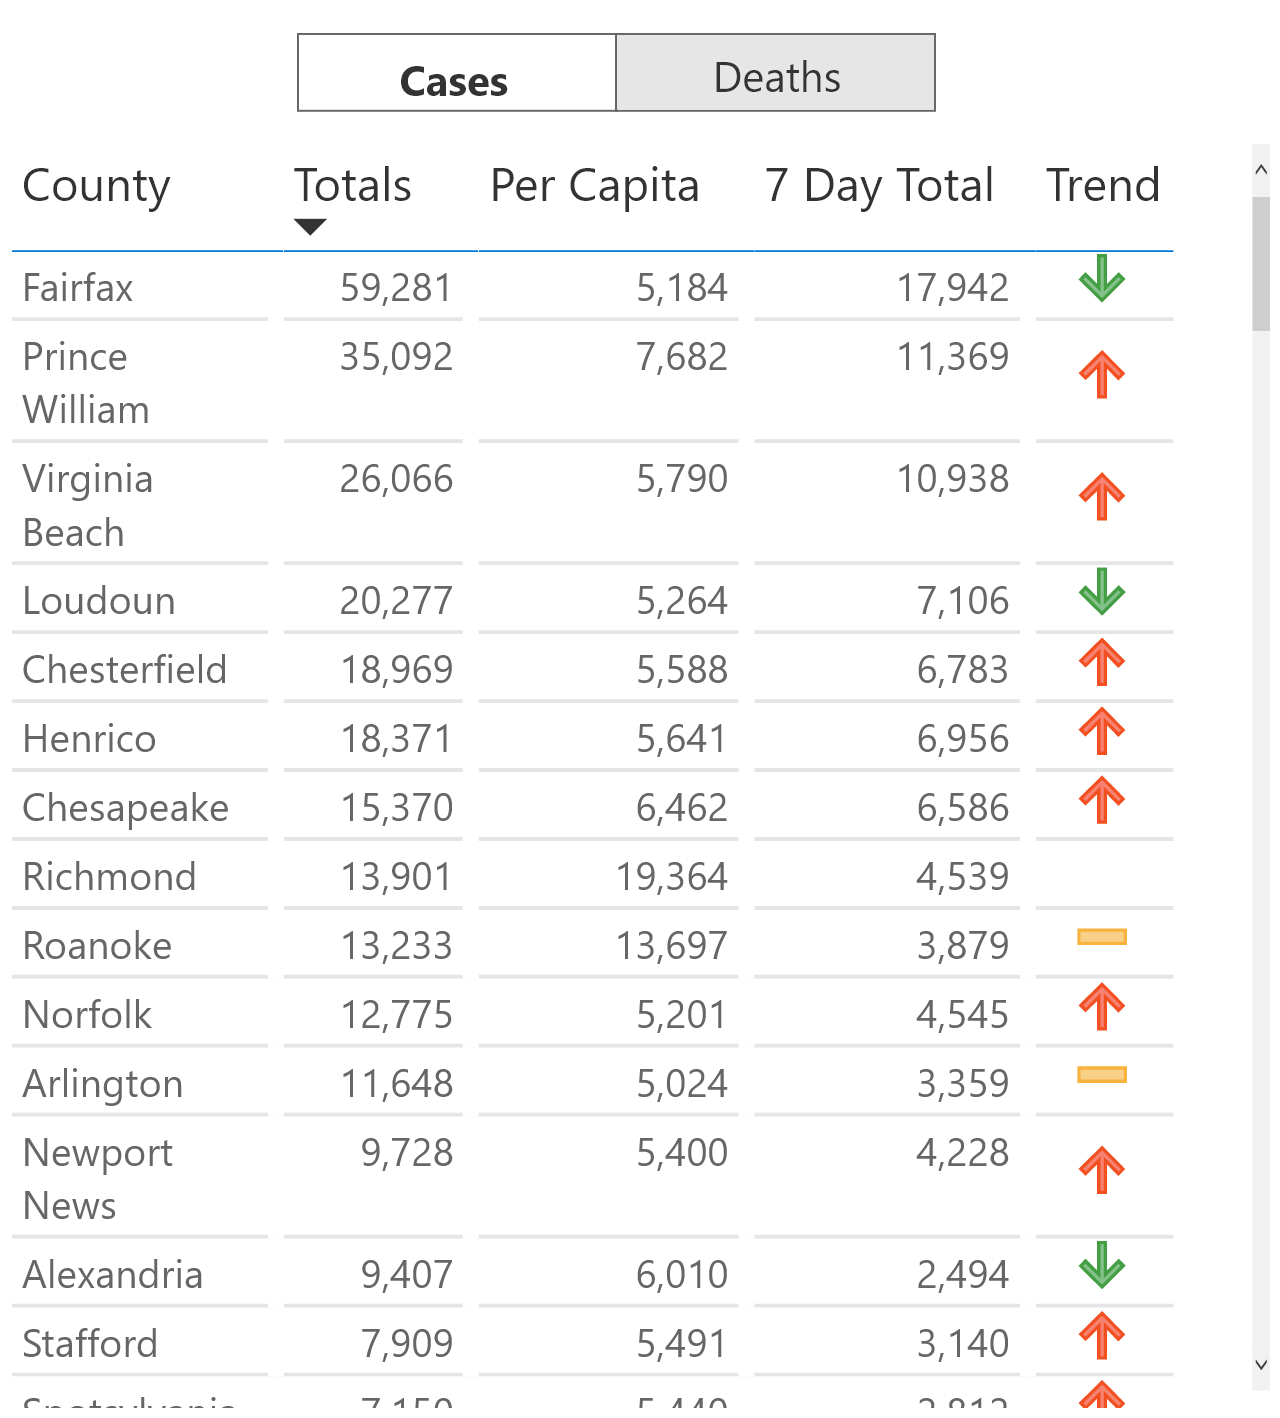 Cases Deaths
County Totals Per Capita 7 Day Total Trend
Fairfax 59,281 5,184 17,942
Prince 35,092 7,682 11,369
William
Virginia 26,066 5,790 10,938
Beach
Loudoun 20,277 5,264 7,106
Chesterfield 18,969 5,588 6,783
Henrico 18,371 5,641 6,956
Chesapeake 15,370 6,462 6,586
Richmond 13,901 19,364 4,539
Roanoke 13,233 13,697 3,879
Norfolk 12,775 5,201 4,545
Arlington 11,648 5,024 3,359
Newport 9,728 5,400 4,228
News
Alexandria 9,407 6,010 2,494
Stafford 7,909 5,491 3,140